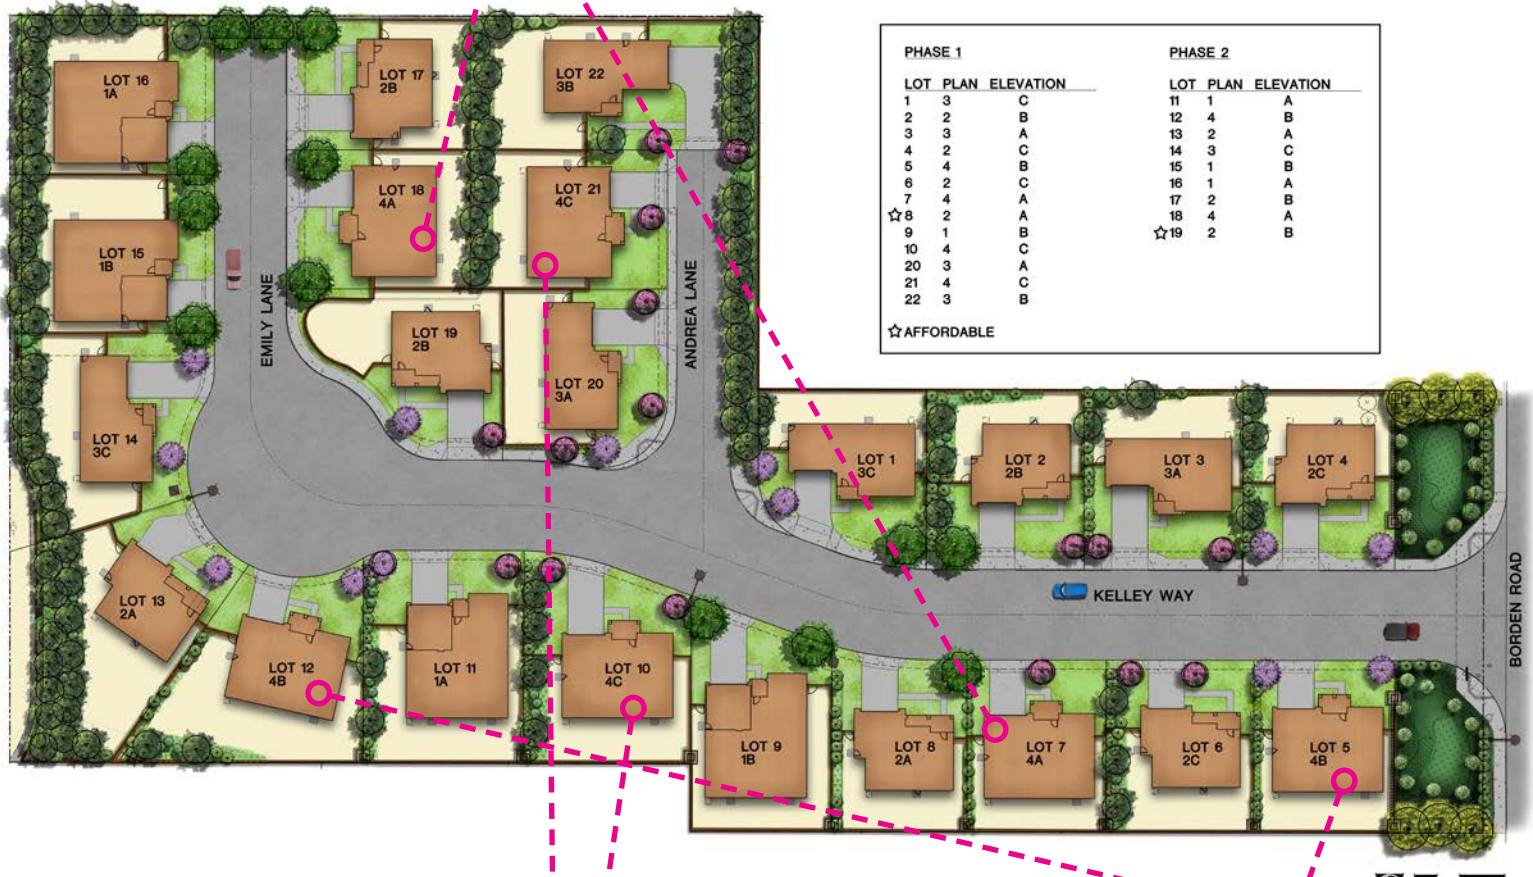 PHASE 1
LOT PLAN ELEVATION
1 3 C
2 2 B
3 3 A
4 2 C
5 4 B
6 2 C
7 4 A
☆8 2 A
9 1 B
10 4 C
20 3 A
21 4 C
22 3 B
☆AFFORDABLE
PHASE 2
LOT PLAN ELEVATION
11 1 A
12 4 B
13 2 A
14 3 C
15 1 B
16 1 A
17 2 B
18 4 A
☆19 2 B
LOT 16
1A
LOT 17
2B
LOT 22
3B
LOT 18
4A
LOT 21
4C
LOT 15
1B
EMILY LANE
ANDREA LANE
LOT 19
2B
LOT 20
3A
LOT 14
3C
LOT 1
3C
LOT 2
2B
LOT 3
3A
LOT 4
2C
KELLEY WAY
BORDEN ROAD
LOT 13
2A
LOT 12
4B
LOT 11
1A
LOT 10
4C
LOT 9
1B
LOT 8
2A
LOT 7
4A
LOT 6
2C
LOT 5
4B